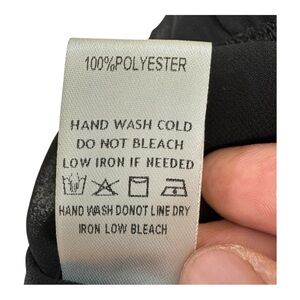 100%POLYESTER
HAND WASH COLD
DO NOT BLEACH
LOW IRON IF NEEDED
HAND WASH DONOT LINE DRY
IRON LOW BLEACH